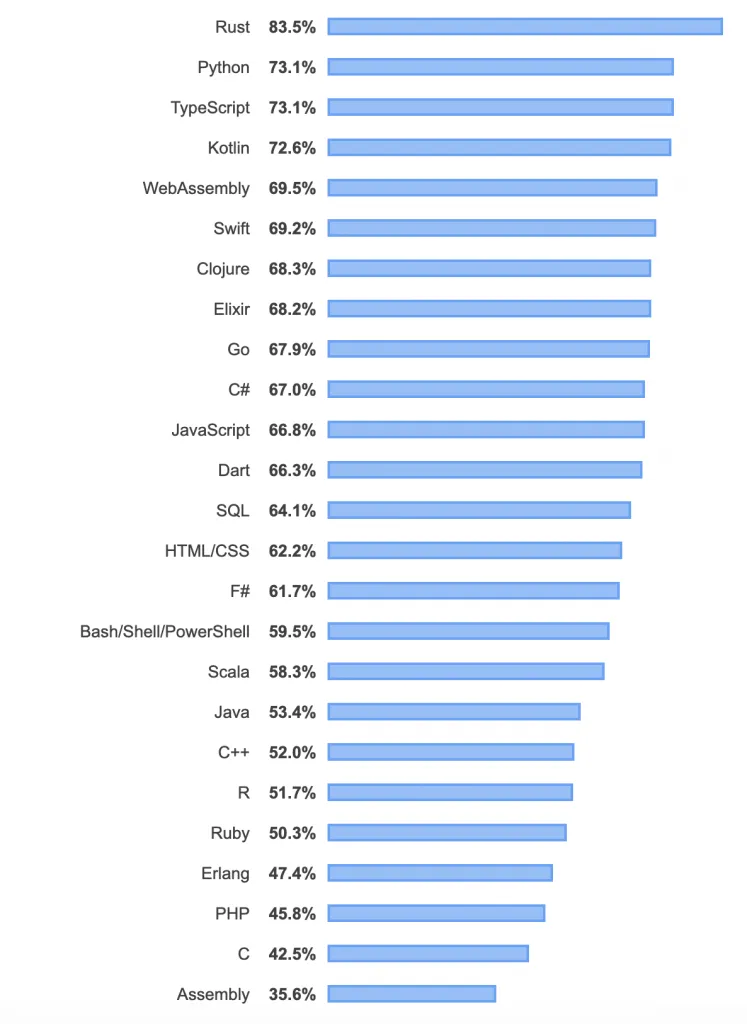 Rust 83.5%
Python 73.1%
TypeScript 73.1%
Kotlin 72.6%
WebAssembly 69.5%
Swift 69.2%
Clojure 68.3%
Elixir 68.2%
Go 67.9%
C# 67.0%
JavaScript 66.8%
Dart 66.3%
SQL 64.1%
HTML/CSS 62.2%
F# 61.7%
Bash/Shell/PowerShell 59.5%
Scala 58.3%
Java 53.4%
C++ 52.0%
R 51.7%
Ruby 50.3%
Erlang 47.4%
PHP 45.8%
C 42.5%
Assembly 35.6%